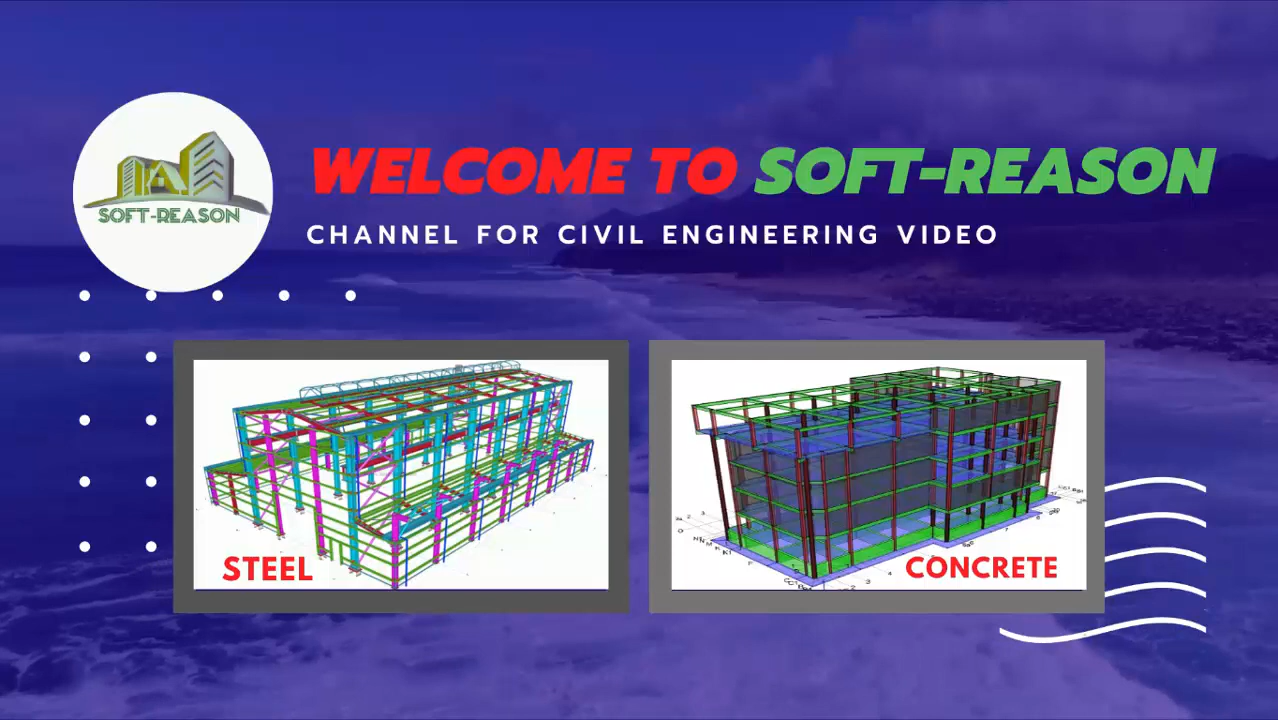 WELCOME TO SOFT-REASON
SOFT-REASON
CHANNEL FOR CIVIL ENGINEERING VIDEO
STEEL
CONCRETE